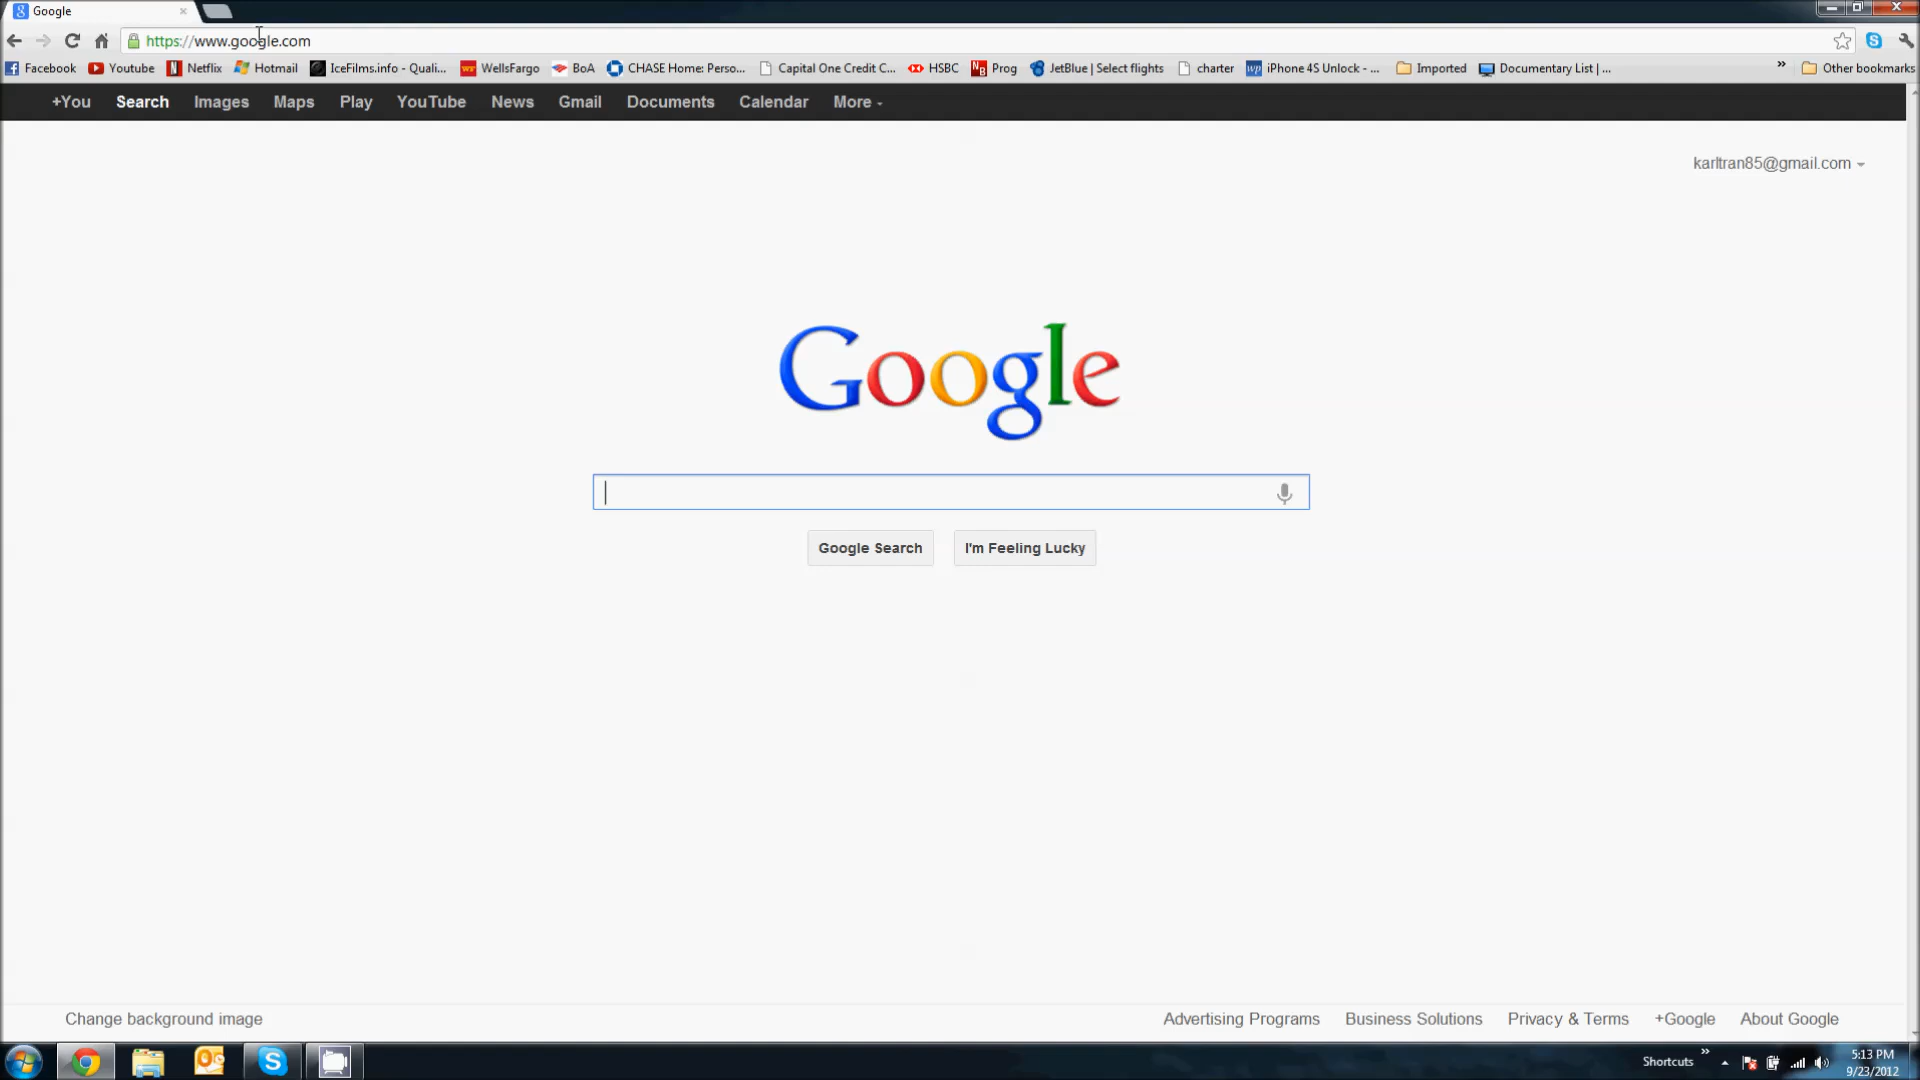 Google
https://www.google.com
Facebook Youtube Netflix Hotmail IceFilms.info - Quali... WellsFargo BoA CHASE Home: Perso... Capital One Credit C... HSBC Prog JetBlue | Select flights charter iPhone 4S Unlock - ... Imported Documentary List | ... » Other bookmarks
+You Search Images Maps Play YouTube News Gmail Documents Calendar More
karltran85@gmail.com
Google
Google Search I'm Feeling Lucky
Change background image Advertising Programs Business Solutions Privacy & Terms +Google About Google
Shortcuts » 5:13 PM
9/23/2012